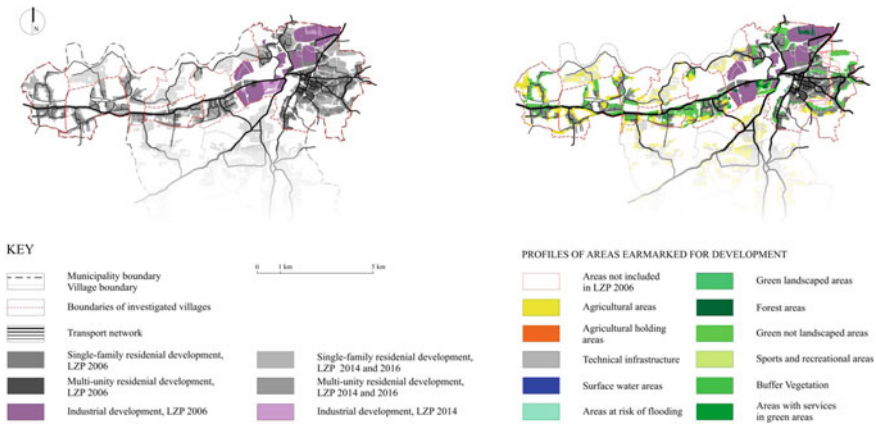 N
KEY
0 1 km 5 km
Municipality boundary
Village boundary
Boundaries of investigated villages
Transport network
Single-family residenial development,
LZP 2006
Multi-unity residenial development,
LZP 2006
Industrial development, LZP 2006
Single-family residenial development,
LZP 2014 and 2016
Multi-unity residenial development,
LZP 2014 and 2016
Industrial development, LZP 2014
PROFILES OF AREAS EARMARKED FOR DEVELOPMENT
Areas not included
in LZP 2006
Agricultural areas
Agricultural holding
areas
Technical infrastructure
Surface water areas
Areas at risk of flooding
Green landscaped areas
Forest areas
Green not landscaped areas
Sports and recreational areas
Buffer Vegetation
Areas with services
in green areas